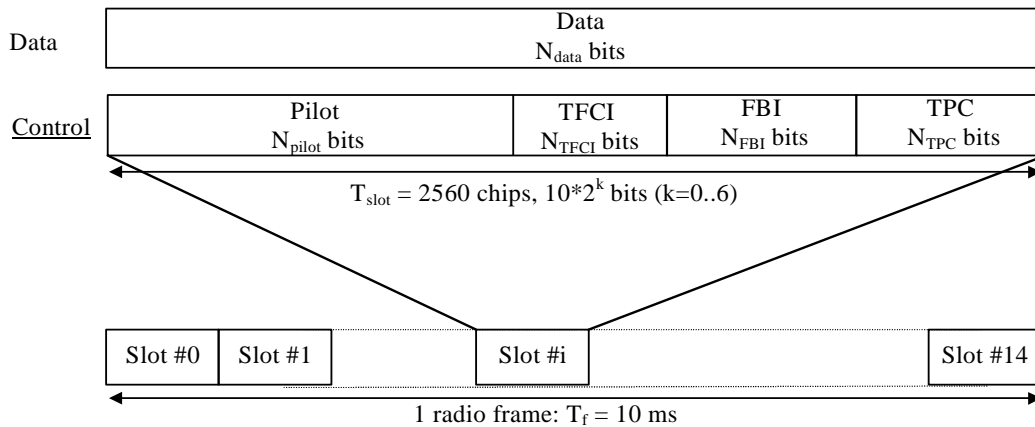 Data
Data
N_data bits
Control
Pilot
N_pilot bits
TFCI
N_TFCI bits
FBI
N_FBI bits
TPC
N_TPC bits
T_slot = 2560 chips, 10*2^k bits (k=0..6)
Slot #0
Slot #1
Slot #i
Slot #14
1 radio frame: T_f = 10 ms